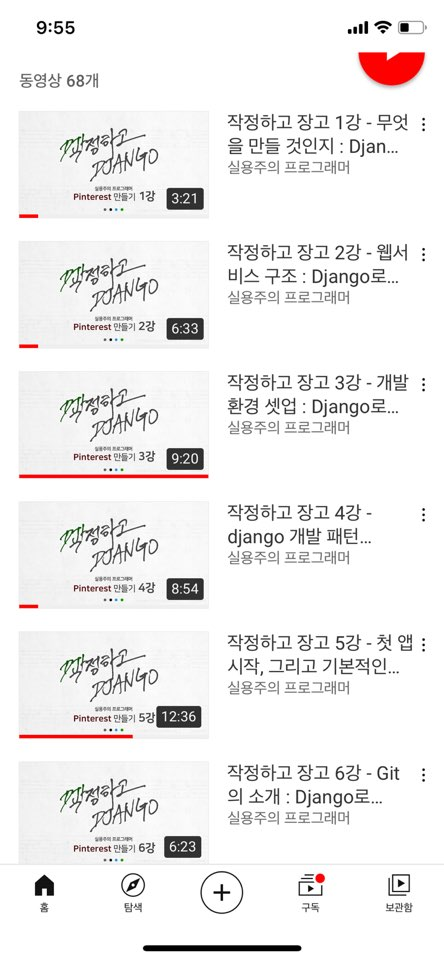 9:55
동영상 68개
작정하고
DJANGO
실용주의 프로그래머
Pinterest 만들기 1강
3:21
작정하고 장고 1강 - 무엇
을 만들 것인지 : Djan...
실용주의 프로그래머
작정하고
DJANGO
실용주의 프로그래머
Pinterest 만들기 2강
6:33
작정하고 장고 2강 - 웹서
비스 구조 : Django로...
실용주의 프로그래머
작정하고
DJANGO
실용주의 프로그래머
Pinterest 만들기 3강
9:20
작정하고 장고 3강 - 개발
환경 셋업 : Django로...
실용주의 프로그래머
작정하고
DJANGO
실용주의 프로그래머
Pinterest 만들기 4강
8:54
작정하고 장고 4강 -
django 개발 패턴...
실용주의 프로그래머
작정하고
DJANGO
실용주의 프로그래머
Pinterest 만들기 5강
12:36
작정하고 장고 5강 - 첫 앱
시작, 그리고 기본적인...
실용주의 프로그래머
작정하고
DJANGO
실용주의 프로그래머
Pinterest 만들기 6강
6:23
작정하고 장고 6강 - Git
의 소개 : Django로...
실용주의 프로그래머
홈
탐색
구독
보관함